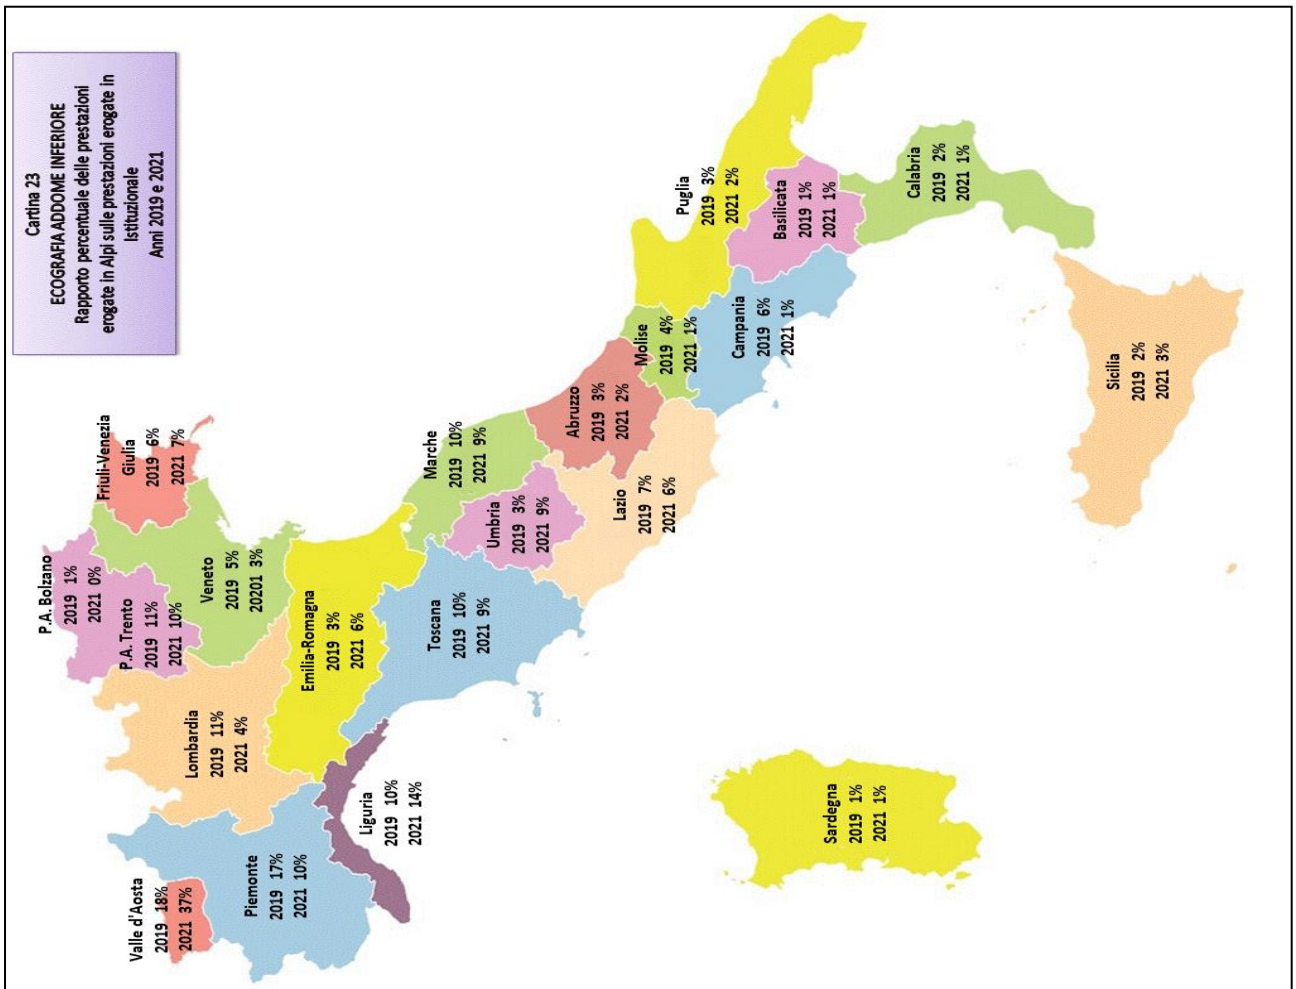 Cartina 23
ECOGRAFIA ADDOME INFERIORE
Rapporto percentuale delle prestazioni
erogate in Alpi sulle prestazioni erogate in
Istituzionale
Anni 2019 e 2021
Valle d'Aosta
2019 18%
2021 37%
Piemonte
2019 17%
2021 10%
Liguria
2019 10%
2021 14%
Lombardia
2019 11%
2021 4%
P.A. Bolzano
2019 1%
2021 0%
P.A. Trento
2019 11%
2021 10%
Veneto
2019 5%
20201 3%
Friuli-Venezia
Giulia
2019 6%
2021 7%
Emilia-Romagna
2019 3%
2021 6%
Toscana
2019 10%
2021 9%
Umbria
2019 3%
2021 9%
Marche
2019 10%
2021 9%
Lazio
2019 7%
2021 6%
Abruzzo
2019 3%
2021 2%
Molise
2019 4%
2021 1%
Campania
2019 6%
2021 1%
Puglia
2019 3%
2021 2%
Basilicata
2019 1%
2021 1%
Calabria
2019 2%
2021 1%
Sicilia
2019 2%
2021 3%
Sardegna
2019 1%
2021 1%